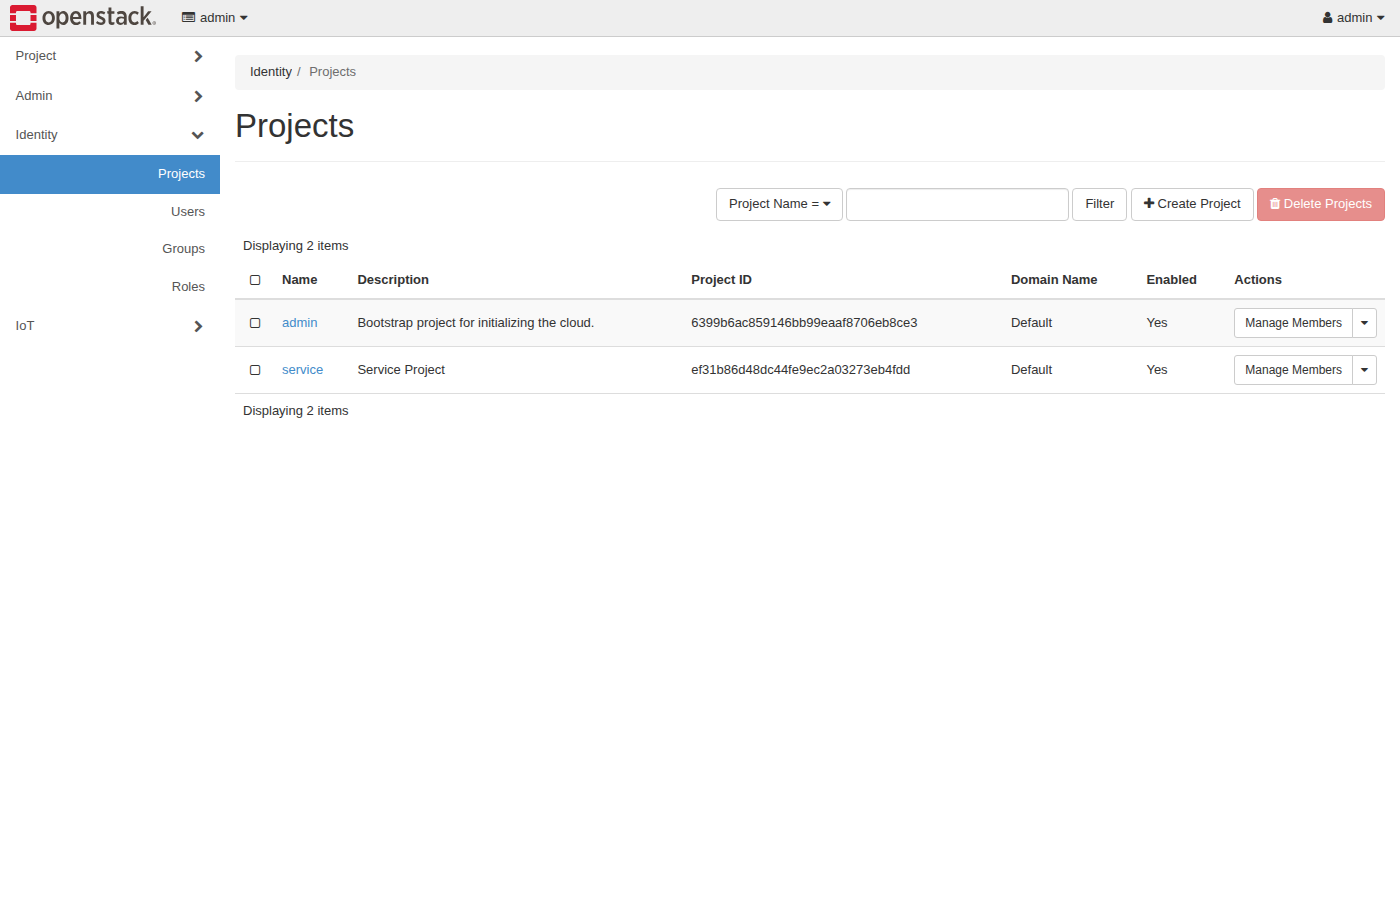 openstack. admin admin
Project
Admin
Identity
Projects
Users
Groups
Roles
IoT
Identity / Projects
Projects
Project Name = Filter Create Project Delete Projects
Displaying 2 items
Name Description Project ID Domain Name Enabled Actions
admin Bootstrap project for initializing the cloud. 6399b6ac859146bb99eaaf8706eb8ce3 Default Yes Manage Members
service Service Project ef31b86d48dc44fe9ec2a03273eb4fdd Default Yes Manage Members
Displaying 2 items